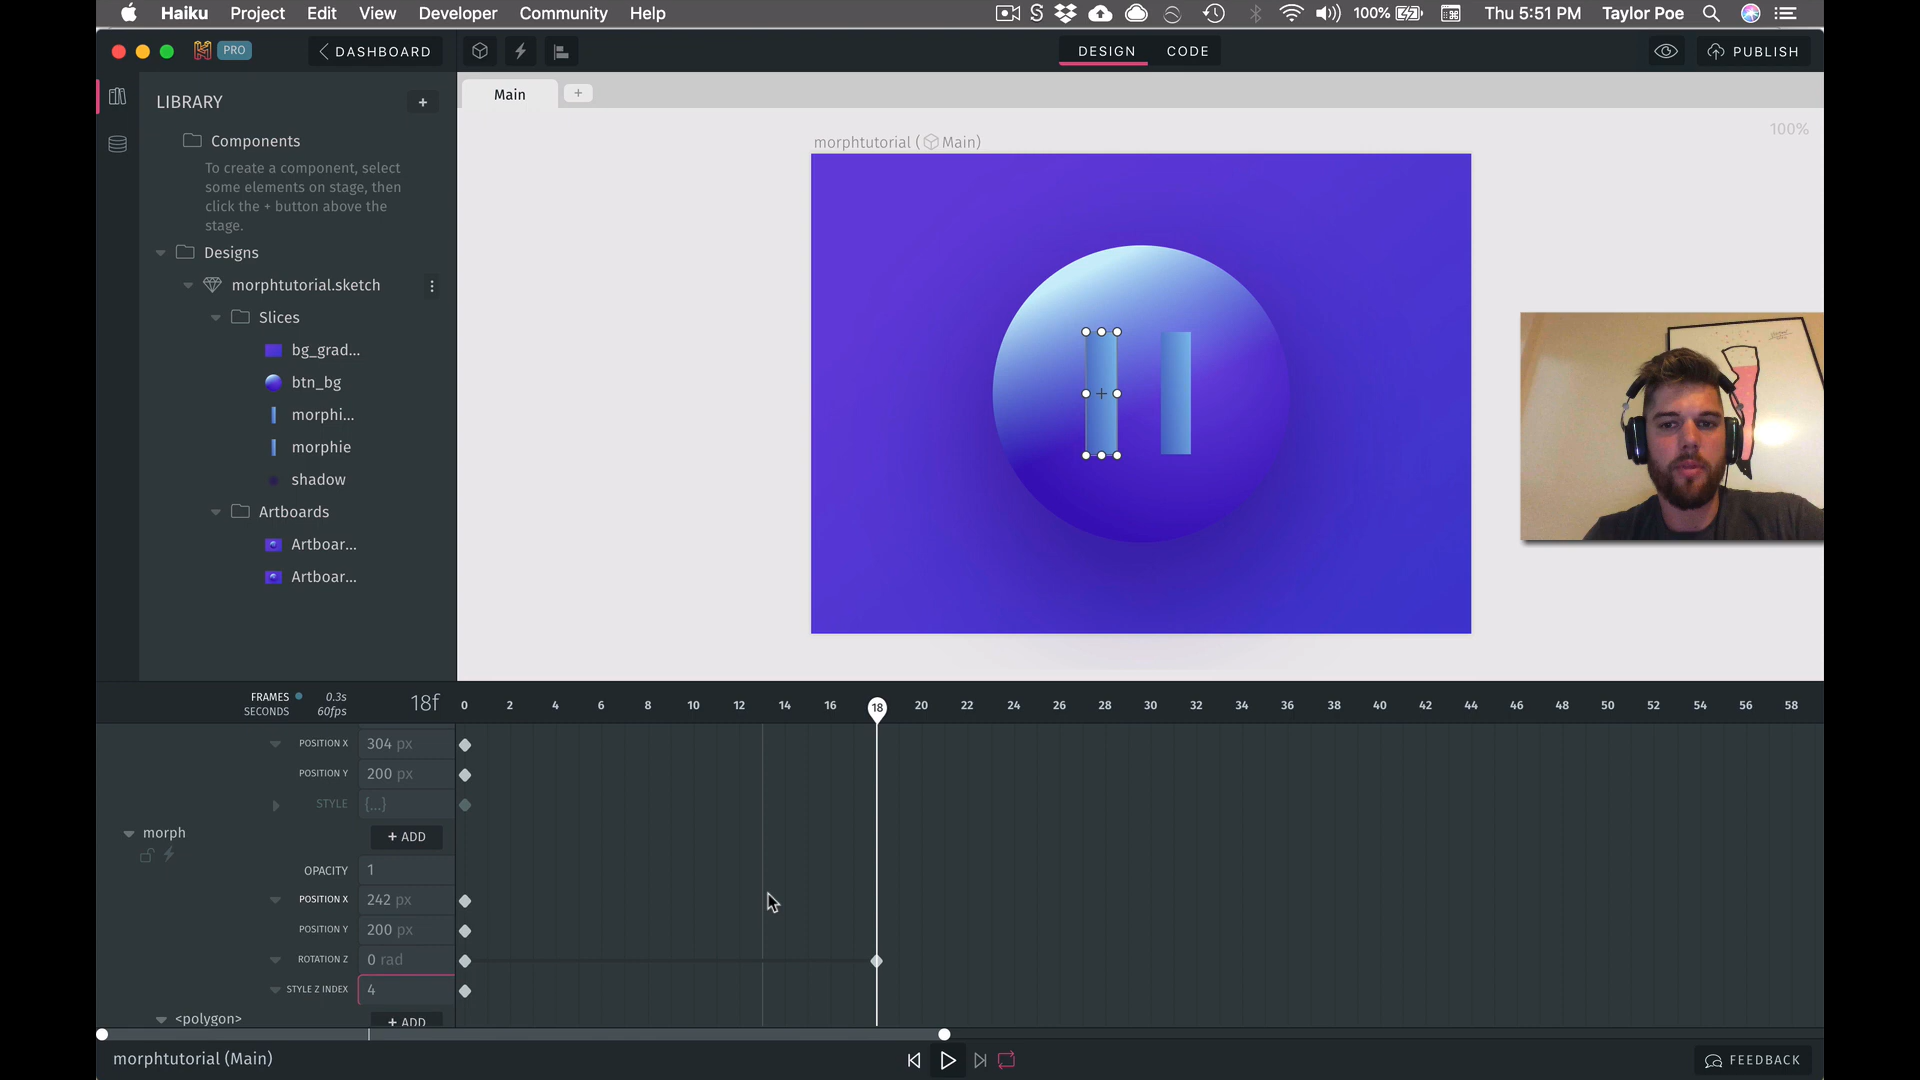 Haiku Project Edit View Developer Community Help 100% Thu 5:51 PM Taylor Poe
PRO DASHBOARD DESIGN CODE PUBLISH
LIBRARY +
Main +
100%
Components
To create a component, select
some elements on stage, then
click the + button above the
stage.
Designs
morphtutorial.sketch
Slices
bg_grad...
btn_bg
morphi...
morphie
shadow
Artboards
Artboar...
Artboar...
morphtutorial (Main)
FRAMES 0.3s
SECONDS 60fps
18f
0 2 4 6 8 10 12 14 16 18 20 22 24 26 28 30 32 34 36 38 40 42 44 46 48 50 52 54 56 58
POSITION X 304 px
POSITION Y 200 px
STYLE {...}
morph + ADD
OPACITY 1
POSITION X 242 px
POSITION Y 200 px
ROTATION Z 0 rad
STYLE Z INDEX 4
<polygon> + ADD
morphtutorial (Main)
FEEDBACK